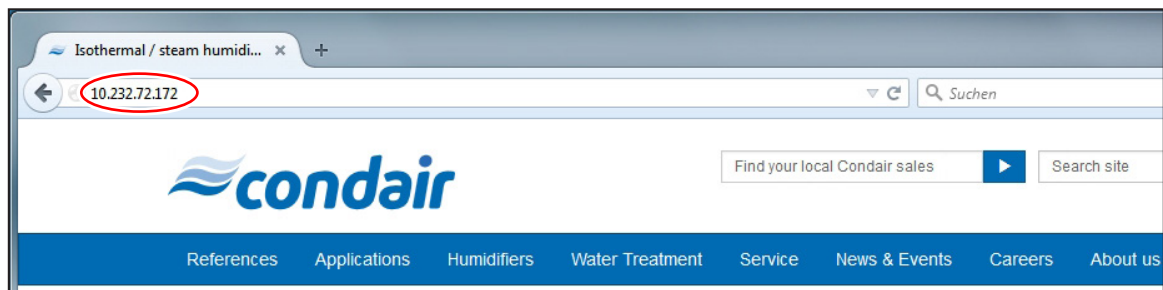 Isothermal / steam humidi...
10.232.72.172
Suchen
condair
Find your local Condair sales
Search site
References Applications Humidifiers Water Treatment Service News & Events Careers About us